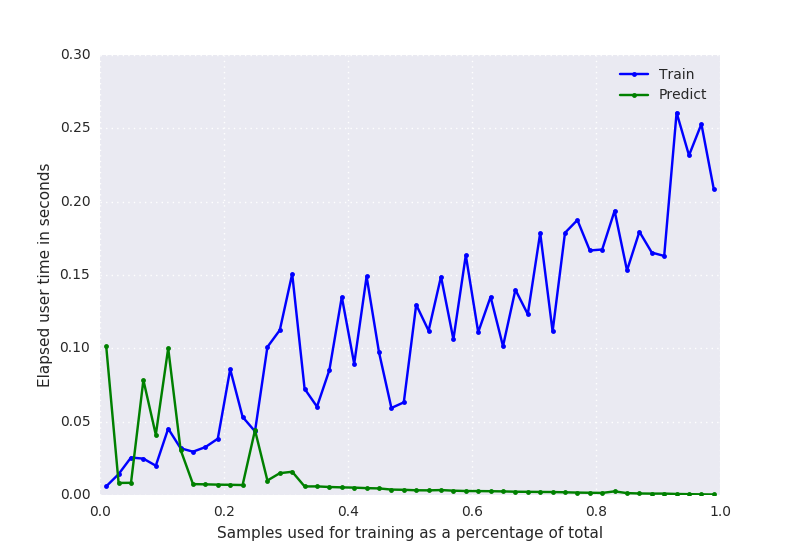 0.30
Train
Predict
0.25
0.20
0.15
0.10
0.05
0.00
Elapsed user time in seconds
0.0 0.2 0.4 0.6 0.8 1.0
Samples used for training as a percentage of total